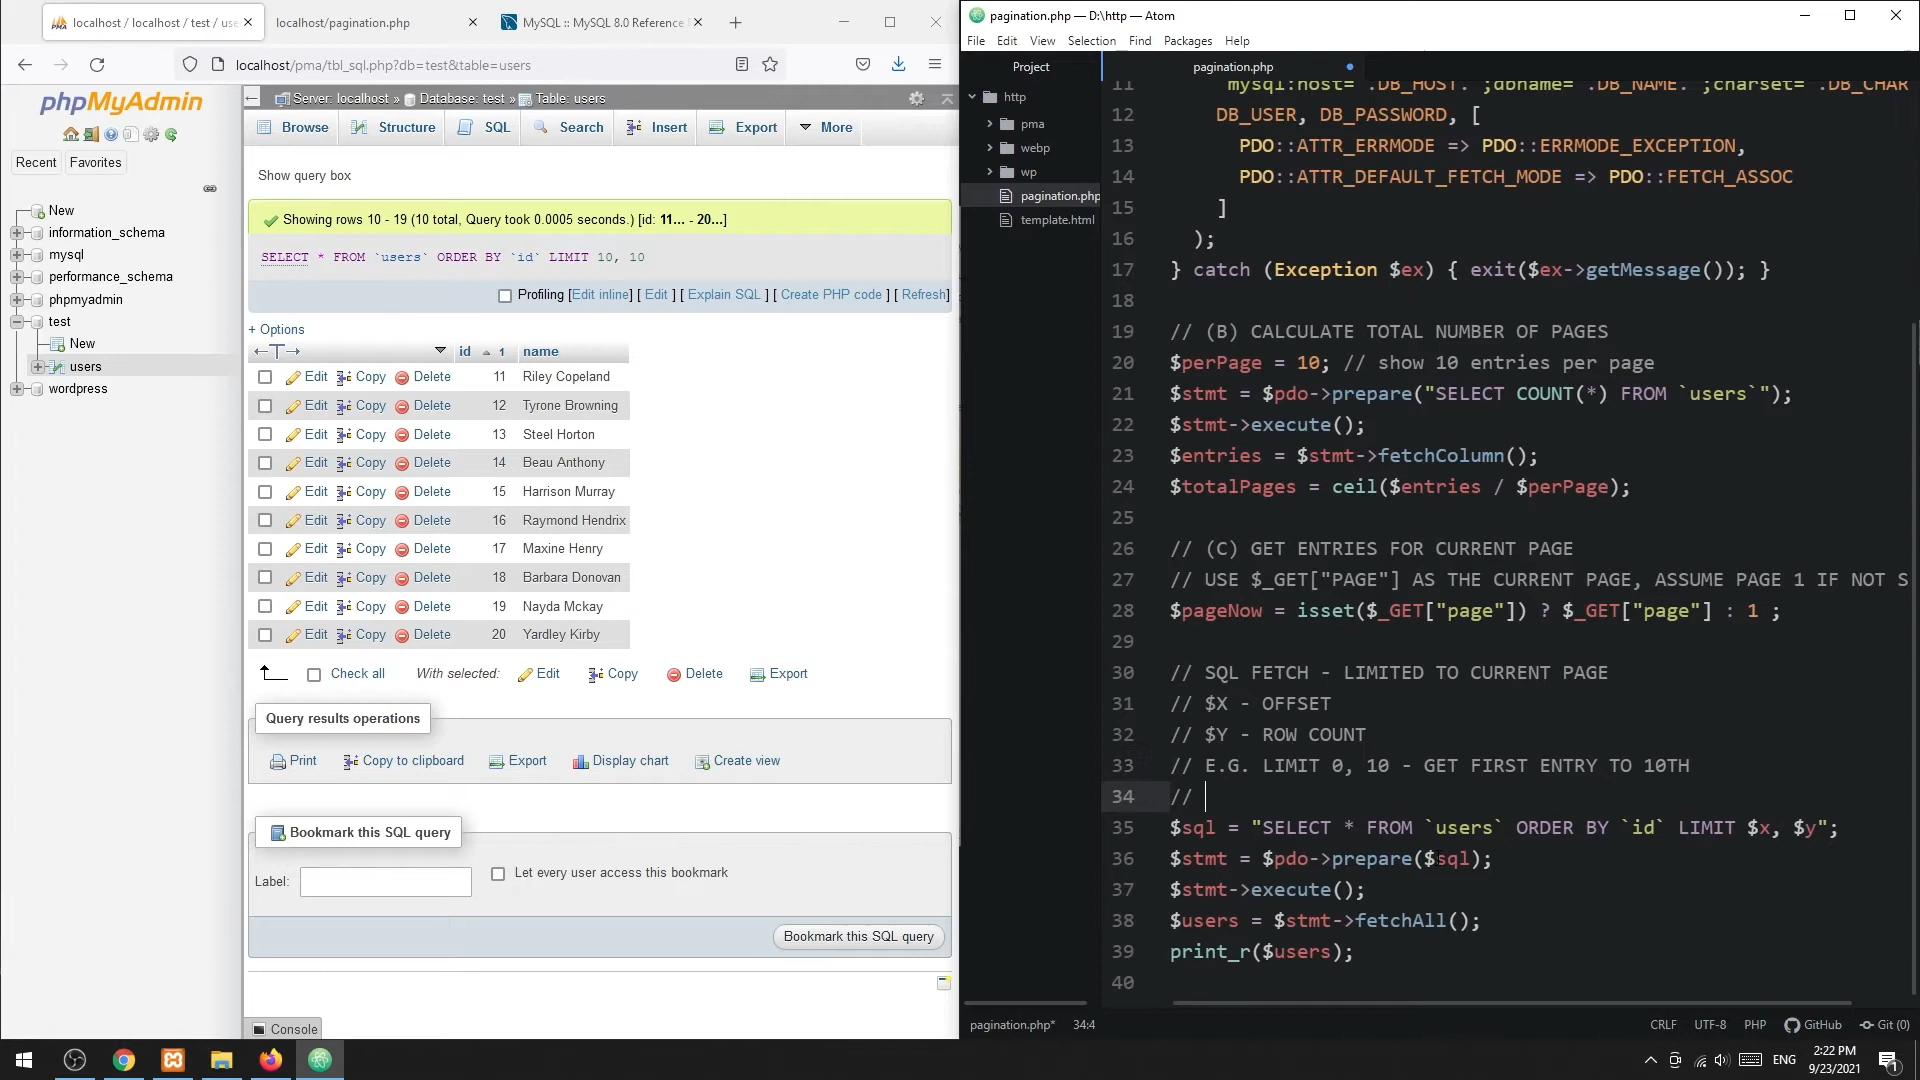 localhost / localhost / test / use
localhost/pagination.php
MySQL :: MySQL 8.0 Reference
localhost/pma/tbl_sql.php?db=test&table=users
phpMyAdmin
Recent
Favorites
New
information_schema
mysql
performance_schema
phpmyadmin
test
New
users
wordpress
Server: localhost » Database: test » Table: users
Browse
Structure
SQL
Search
Insert
Export
More
Show query box
Showing rows 10 - 19 (10 total, Query took 0.0005 seconds.) [id: 11... - 20...]
SELECT * FROM `users` ORDER BY `id` LIMIT 10, 10
Profiling [Edit inline] [ Edit ] [ Explain SQL ] [ Create PHP code ] [ Refresh]
+ Options
←T→ id 1 name
Edit Copy Delete 11 Riley Copeland
Edit Copy Delete 12 Tyrone Browning
Edit Copy Delete 13 Steel Horton
Edit Copy Delete 14 Beau Anthony
Edit Copy Delete 15 Harrison Murray
Edit Copy Delete 16 Raymond Hendrix
Edit Copy Delete 17 Maxine Henry
Edit Copy Delete 18 Barbara Donovan
Edit Copy Delete 19 Nayda Mckay
Edit Copy Delete 20 Yardley Kirby
Check all With selected: Edit Copy Delete Export
Query results operations
Print Copy to clipboard Export Display chart Create view
Bookmark this SQL query
Label:
Let every user access this bookmark
Bookmark this SQL query
Console
pagination.php — D:\http — Atom
File Edit View Selection Find Packages Help
Project
http
pma
webp
wp
pagination.php
template.html
pagination.php
11 mysql:host=".DB_HOST.";dbname=".DB_NAME.";charset=".DB_CHAR
12 DB_USER, DB_PASSWORD, [
13 PDO::ATTR_ERRMODE => PDO::ERRMODE_EXCEPTION,
14 PDO::ATTR_DEFAULT_FETCH_MODE => PDO::FETCH_ASSOC
15 ]
16 );
17 } catch (Exception $ex) { exit($ex->getMessage()); }
18
19 // (B) CALCULATE TOTAL NUMBER OF PAGES
20 $perPage = 10; // show 10 entries per page
21 $stmt = $pdo->prepare("SELECT COUNT(*) FROM `users`");
22 $stmt->execute();
23 $entries = $stmt->fetchColumn();
24 $totalPages = ceil($entries / $perPage);
25
26 // (C) GET ENTRIES FOR CURRENT PAGE
27 // USE $_GET["PAGE"] AS THE CURRENT PAGE, ASSUME PAGE 1 IF NOT S
28 $pageNow = isset($_GET["page"]) ? $_GET["page"] : 1 ;
29
30 // SQL FETCH - LIMITED TO CURRENT PAGE
31 // $X - OFFSET
32 // $Y - ROW COUNT
33 // E.G. LIMIT 0, 10 - GET FIRST ENTRY TO 10TH
34 //
35 $sql = "SELECT * FROM `users` ORDER BY `id` LIMIT $x, $y";
36 $stmt = $pdo->prepare($sql);
37 $stmt->execute();
38 $users = $stmt->fetchAll();
39 print_r($users);
40
pagination.php* 34:4
CRLF UTF-8 PHP GitHub Git (0)
ENG
2:22 PM
9/23/2021
1